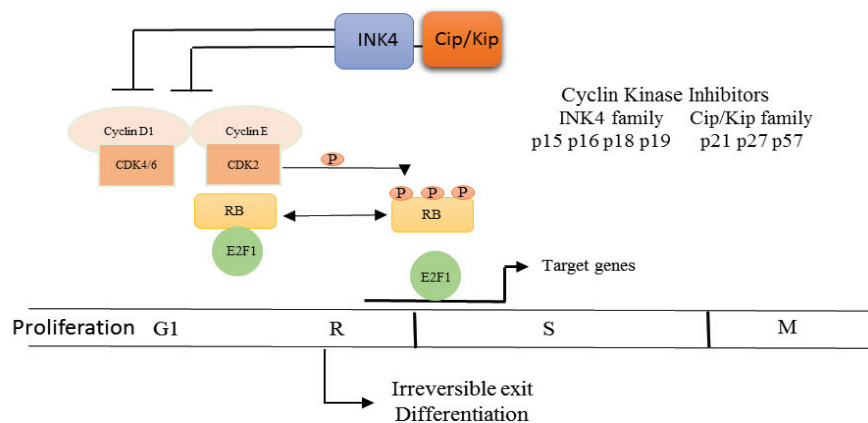 INK4
Cip/Kip
Cyclin Kinase Inhibitors
INK4 family Cip/Kip family
p15 p16 p18 p19 p21 p27 p57
Cyclin D1
Cyclin E
CDK4/6
CDK2
P
P P P
RB
RB
E2F1
E2F1
Target genes
Proliferation G1 R S M
Irreversible exit
Differentiation